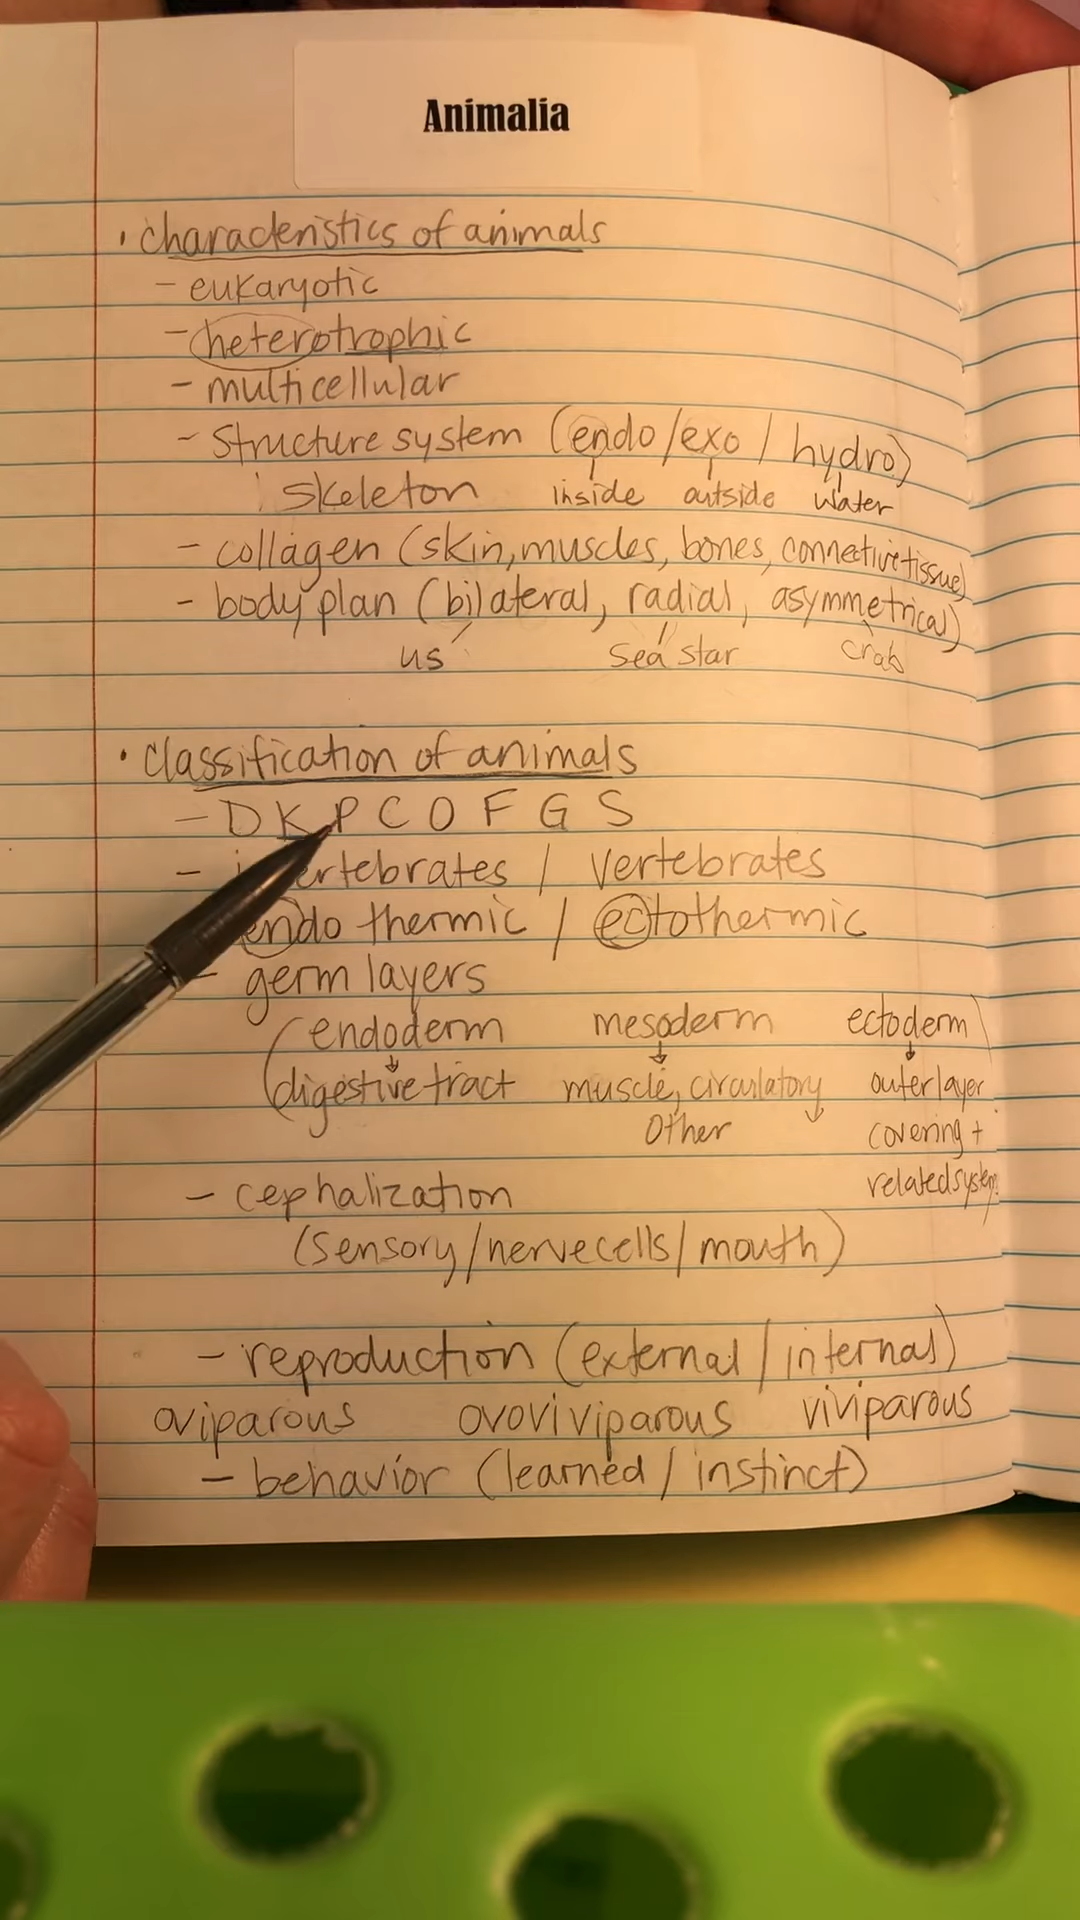 Animalia
• characteristics of animals
- eukaryotic
- heterotrophic
- multicellular
- Structure system (endo/exo / hydro)
skeleton inside outside water
- collagen (skin, muscles, bones, connective tissue)
- body plan (bilateral, radial, asymmetrical)
us sea star crab
• Classification of animals
- D K P C O F G S
- vertebrates / vertebrates
endothermic / ectothermic
- germ layers
(endoderm mesoderm ectoderm)
digestive tract muscle, circulatory outer layer
other covering +
- cephalization related system
(sensory/nerve cells/mouth)
- reproduction (external / internal)
oviparous ovoviviparous viviparous
- behavior (learned / instinct)